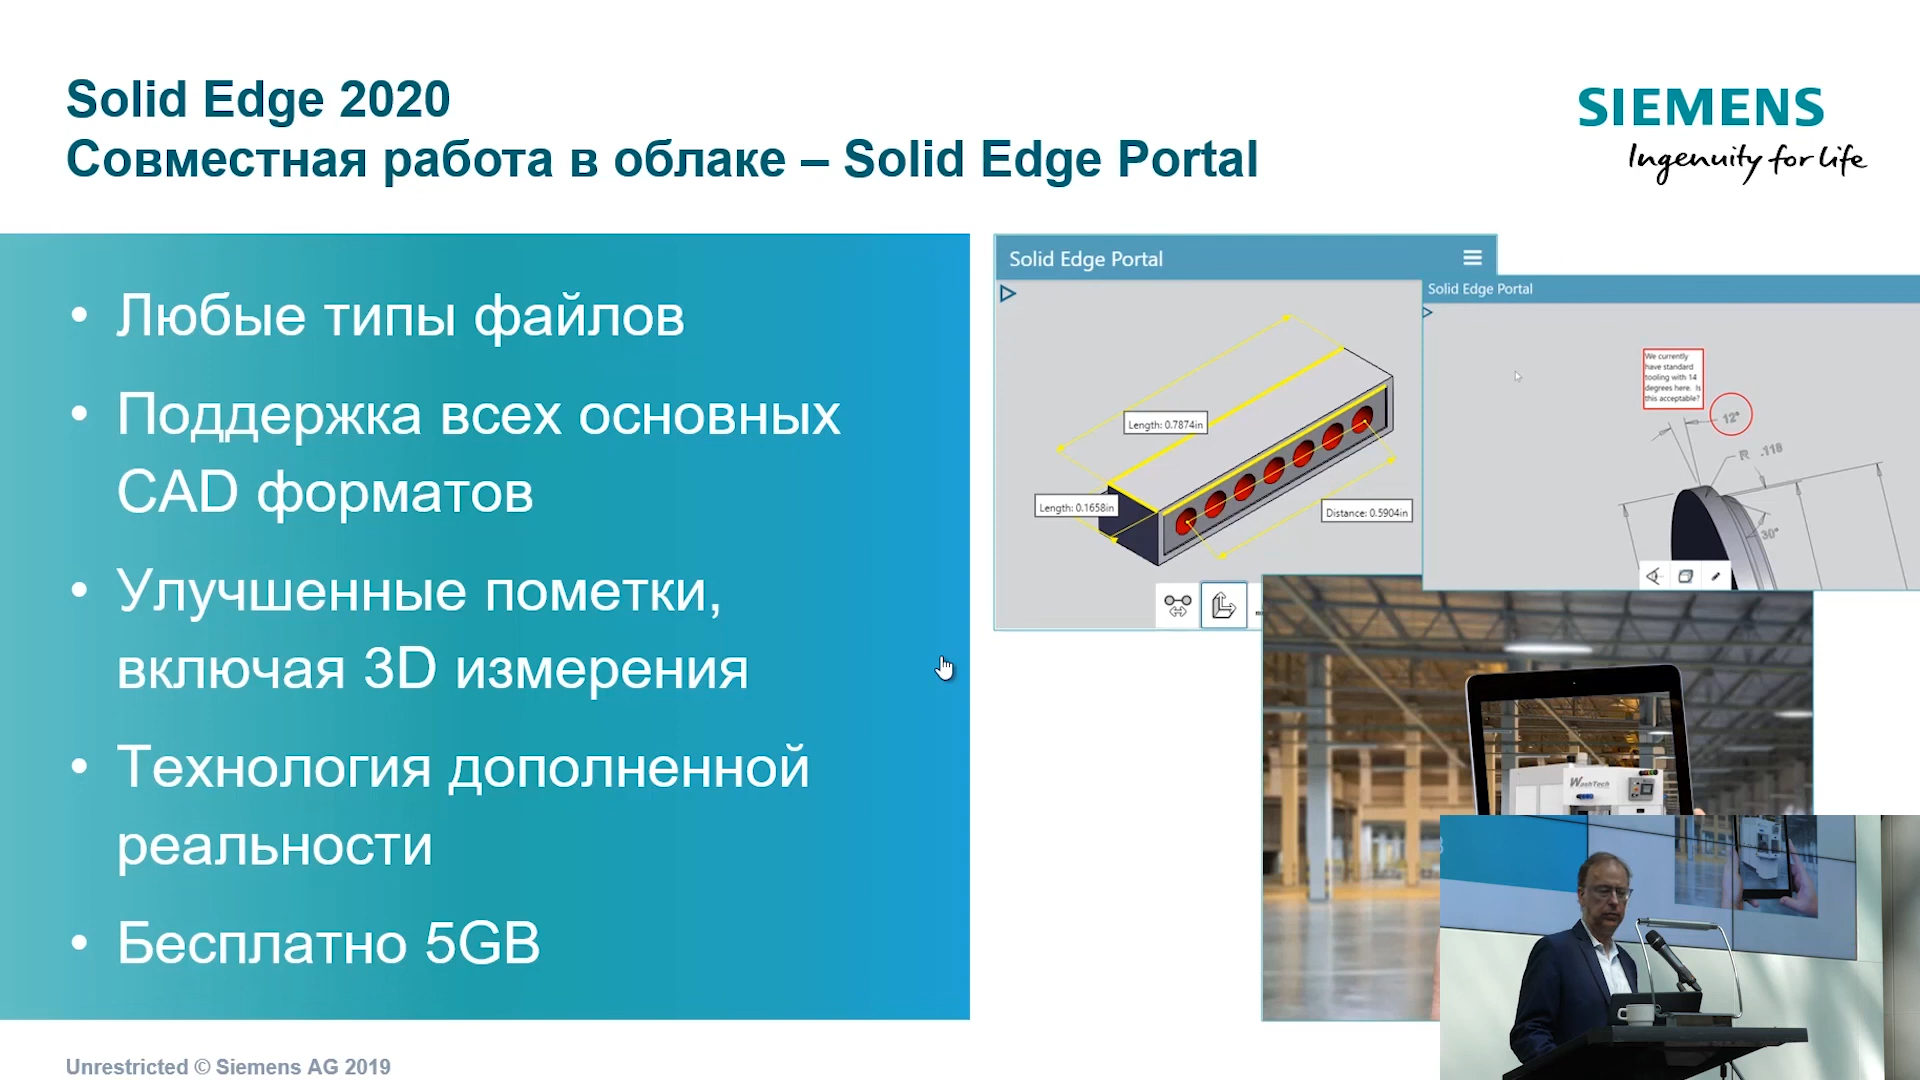 Solid Edge 2020
Совместная работа в облаке – Solid Edge Portal
SIEMENS
Ingenuity for life
• Любые типы файлов
• Поддержка всех основных
CAD форматов
• Улучшенные пометки,
включая 3D измерения
• Технология дополненной
реальности
• Бесплатно 5GB
Solid Edge Portal
Length: 0.7874in
Length: 0.1658in
Distance: 0.5904in
Solid Edge Portal
We currently
have standard
tooling with 14
degrees here. Is
this acceptable?
12°
R .118
30°
WashTech
Unrestricted © Siemens AG 2019